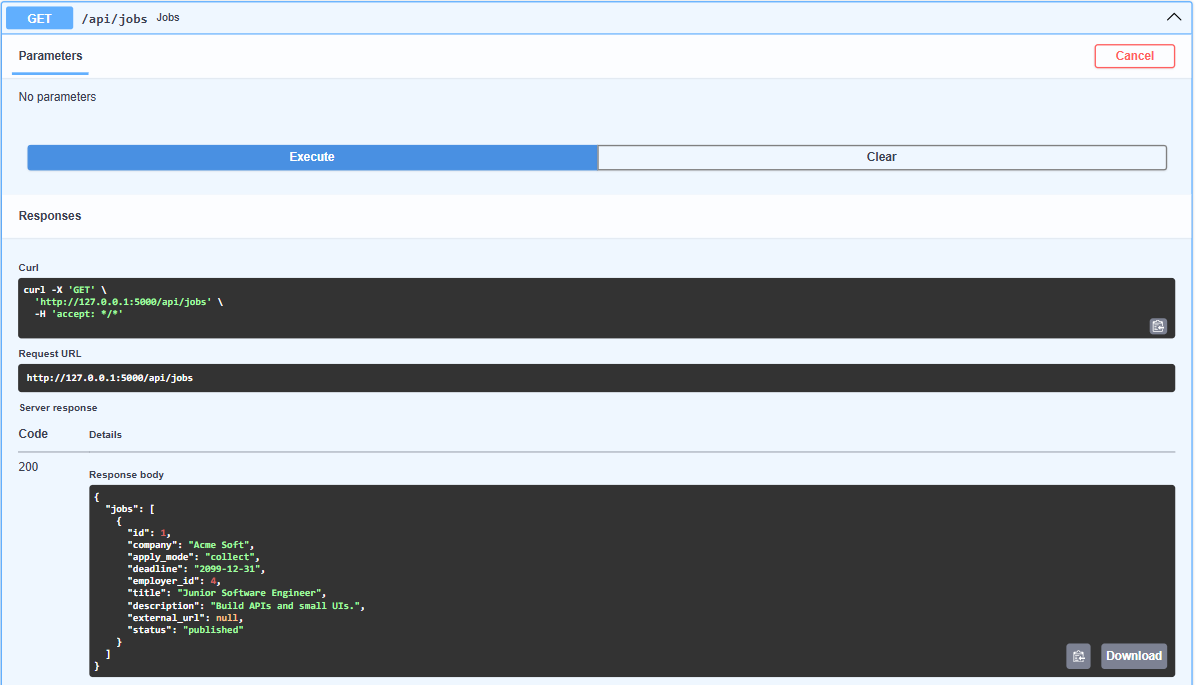 GET /api/jobs Jobs
Parameters Cancel
No parameters
Execute Clear
Responses
Curl
curl -X 'GET' \
  'http://127.0.0.1:5000/api/jobs' \
  -H 'accept: */*'
Request URL
http://127.0.0.1:5000/api/jobs
Server response
Code Details
200
Response body
{
  "jobs": [
    {
      "id": 1,
      "company": "Acme Soft",
      "apply_mode": "collect",
      "deadline": "2099-12-31",
      "employer_id": 4,
      "title": "Junior Software Engineer",
      "description": "Build APIs and small UIs.",
      "external_url": null,
      "status": "published"
    }
  ]
}
Download